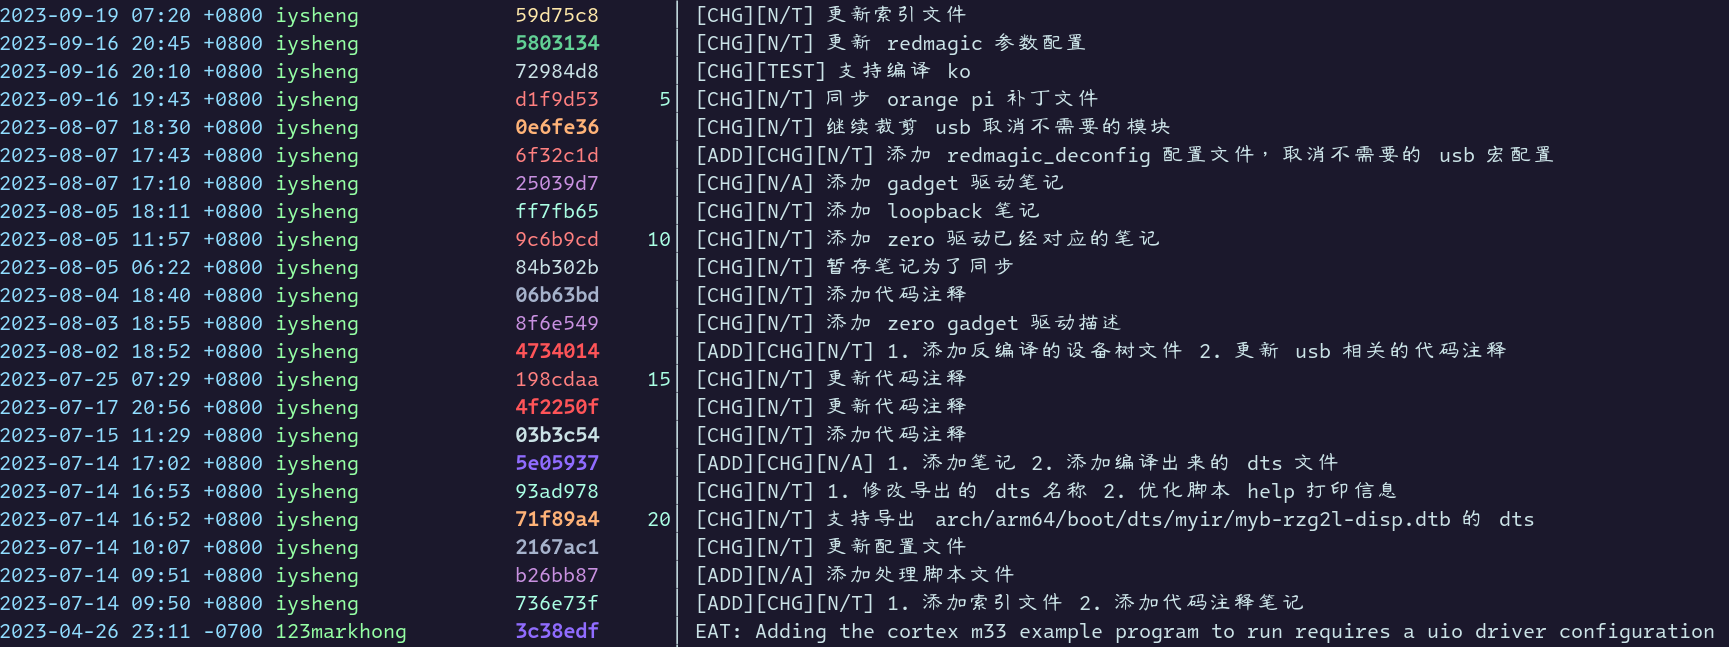 2023-09-19 07:20 +0800 iysheng 59d75c8 [CHG][N/T] 更新索引文件
2023-09-16 20:45 +0800 iysheng 5803134 [CHG][N/T] 更新 redmagic 参数配置
2023-09-16 20:10 +0800 iysheng 72984d8 [CHG][TEST] 支持编译 ko
2023-09-16 19:43 +0800 iysheng d1f9d53 5 [CHG][N/T] 同步 orange pi 补丁文件
2023-08-07 18:30 +0800 iysheng 0e6fe36 [CHG][N/T] 继续裁剪 usb 取消不需要的模块
2023-08-07 17:43 +0800 iysheng 6f32c1d [ADD][CHG][N/T] 添加 redmagic_deconfig 配置文件，取消不需要的 usb 宏配置
2023-08-07 17:10 +0800 iysheng 25039d7 [CHG][N/A] 添加 gadget 驱动笔记
2023-08-05 18:11 +0800 iysheng ff7fb65 [CHG][N/T] 添加 loopback 笔记
2023-08-05 11:57 +0800 iysheng 9c6b9cd 10 [CHG][N/T] 添加 zero 驱动已经对应的笔记
2023-08-05 06:22 +0800 iysheng 84b302b [CHG][N/T] 暂存笔记为了同步
2023-08-04 18:40 +0800 iysheng 06b63bd [CHG][N/T] 添加代码注释
2023-08-03 18:55 +0800 iysheng 8f6e549 [CHG][N/T] 添加 zero gadget 驱动描述
2023-08-02 18:52 +0800 iysheng 4734014 [ADD][CHG][N/T] 1. 添加反编译的设备树文件 2. 更新 usb 相关的代码注释
2023-07-25 07:29 +0800 iysheng 198cdaa 15 [CHG][N/T] 更新代码注释
2023-07-17 20:56 +0800 iysheng 4f2250f [CHG][N/T] 更新代码注释
2023-07-15 11:29 +0800 iysheng 03b3c54 [CHG][N/T] 添加代码注释
2023-07-14 17:02 +0800 iysheng 5e05937 [ADD][CHG][N/A] 1. 添加笔记 2. 添加编译出来的 dts 文件
2023-07-14 16:53 +0800 iysheng 93ad978 [CHG][N/T] 1. 修改导出的 dts 名称 2. 优化脚本 help 打印信息
2023-07-14 16:52 +0800 iysheng 71f89a4 20 [CHG][N/T] 支持导出 arch/arm64/boot/dts/myir/myb-rzg2l-disp.dtb 的 dts
2023-07-14 10:07 +0800 iysheng 2167ac1 [CHG][N/T] 更新配置文件
2023-07-14 09:51 +0800 iysheng b26bb87 [ADD][N/A] 添加处理脚本文件
2023-07-14 09:50 +0800 iysheng 736e73f [ADD][CHG][N/T] 1. 添加索引文件 2. 添加代码注释笔记
2023-04-26 23:11 -0700 123markhong 3c38edf EAT: Adding the cortex m33 example program to run requires a uio driver configuration